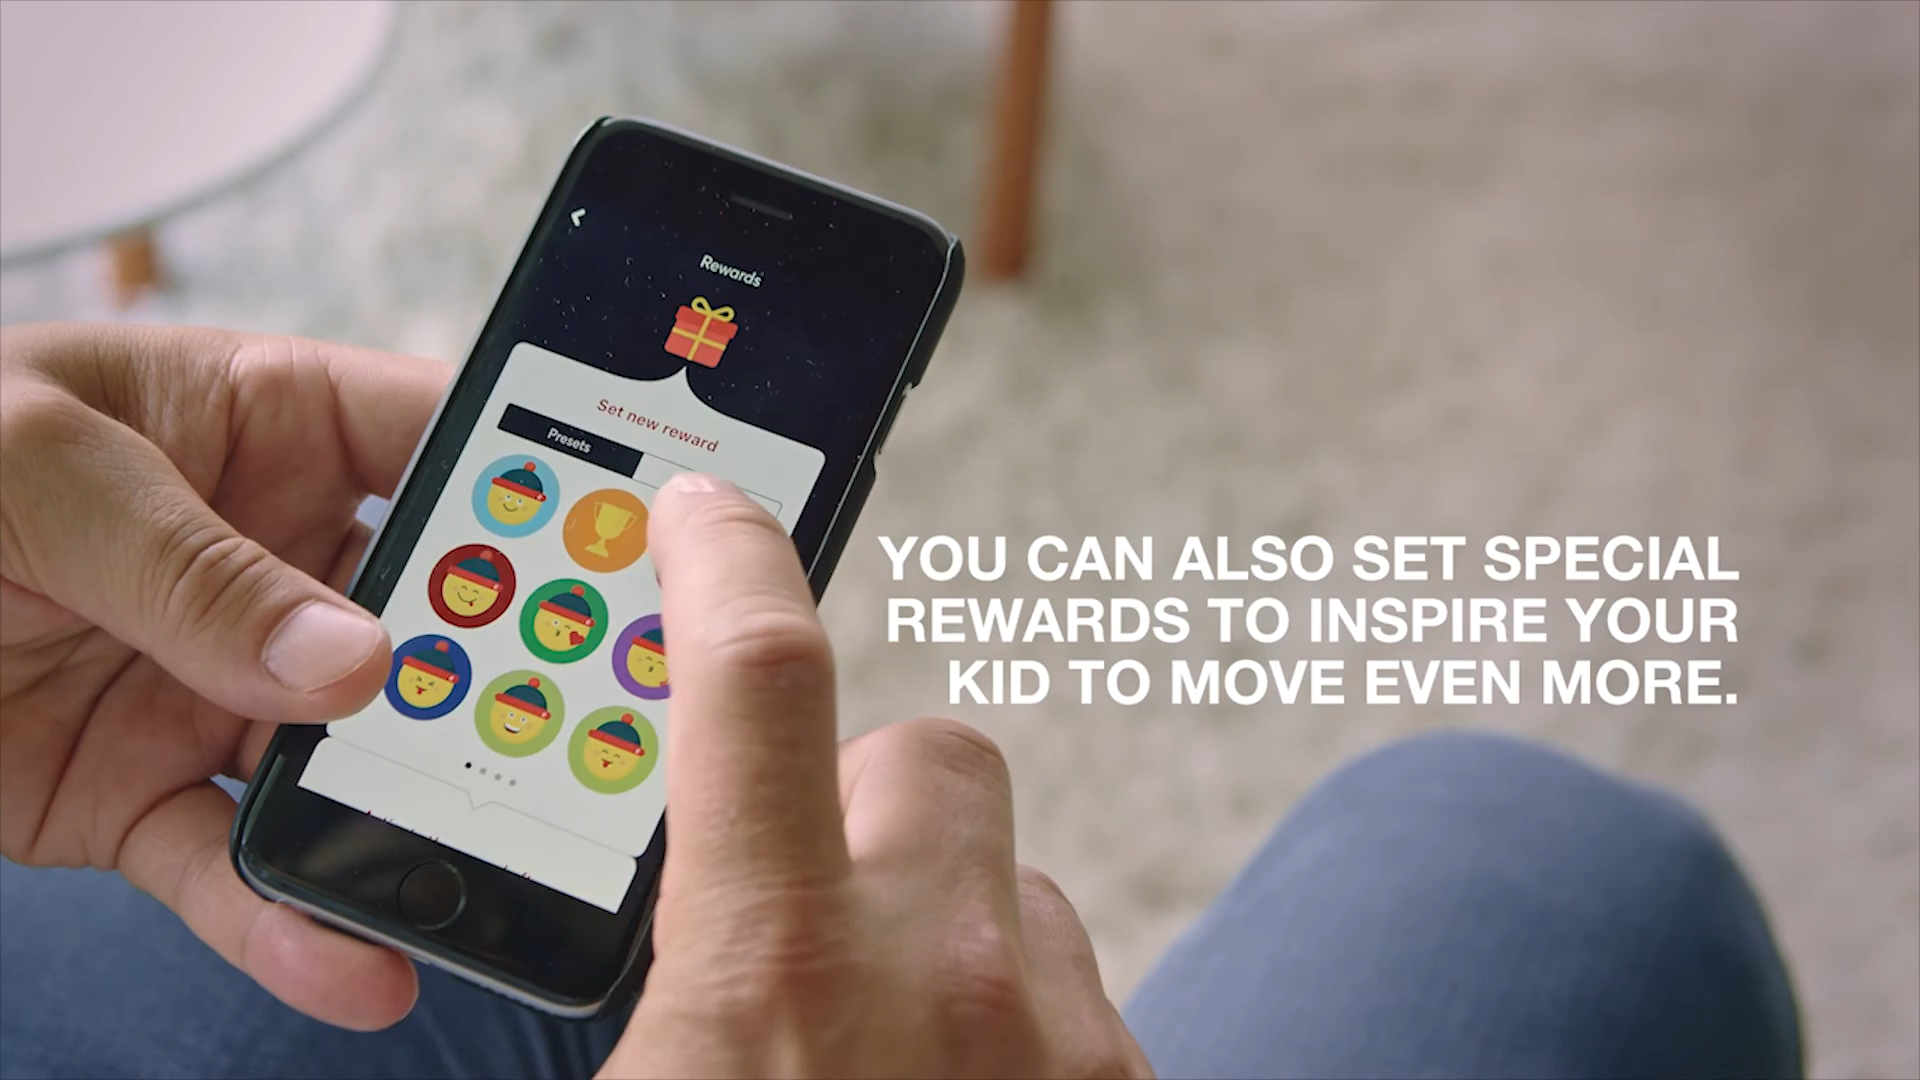 Rewards
Set new reward
Presets
YOU CAN ALSO SET SPECIAL
REWARDS TO INSPIRE YOUR
KID TO MOVE EVEN MORE.